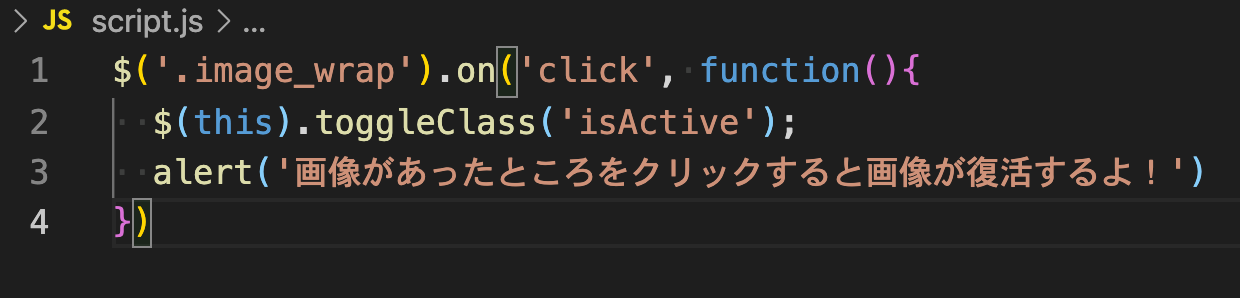 > JS script.js > ...
1 $('.image_wrap').on('click', function(){
2 $(this).toggleClass('isActive');
3 alert('画像があったところをクリックすると画像が復活するよ！')
4 })